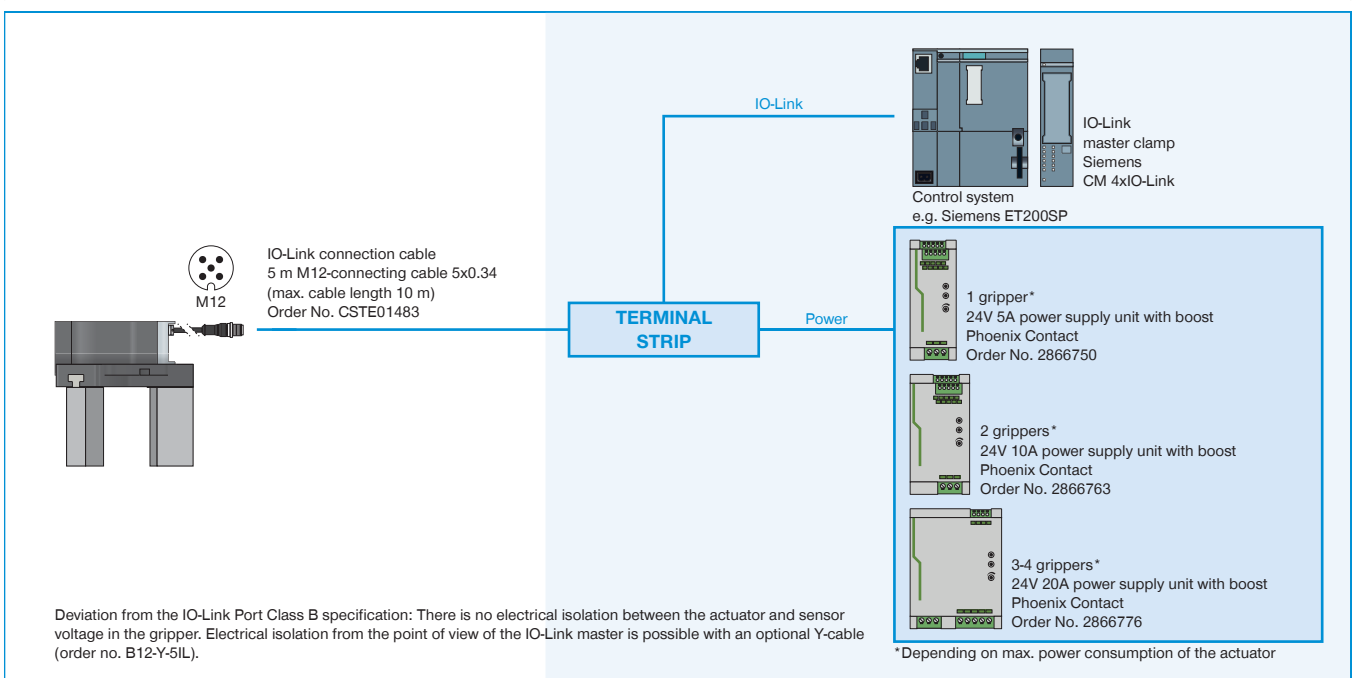 IO-Link
IO-Link
master clamp
Siemens
CM 4xIO-Link
Control system
e.g. Siemens ET200SP
M12
IO-Link connection cable
5 m M12-connecting cable 5x0.34
(max. cable length 10 m)
Order No. CSTE01483
TERMINAL
STRIP
Power
1 gripper*
24V 5A power supply unit with boost
Phoenix Contact
Order No. 2866750
2 grippers*
24V 10A power supply unit with boost
Phoenix Contact
Order No. 2866763
3-4 grippers*
24V 20A power supply unit with boost
Phoenix Contact
Order No. 2866776
*Depending on max. power consumption of the actuator
Deviation from the IO-Link Port Class B specification: There is no electrical isolation between the actuator and sensor
voltage in the gripper. Electrical isolation from the point of view of the IO-Link master is possible with an optional Y-cable
(order no. B12-Y-5IL).